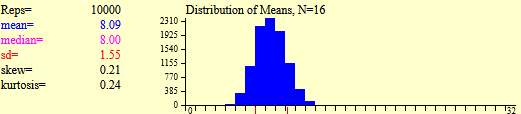 Reps= 10000
mean= 8.09
median= 8.00
sd= 1.55
skew= 0.21
kurtosis= 0.24
Distribution of Means, N=16
2310
1925
1540
1155
770
385
0
0 32